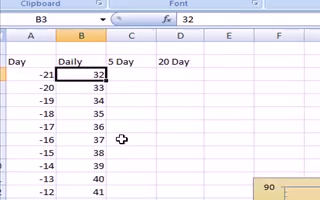 Clipboard Font
B3 fx 32
A B C D E F
Day Daily 5 Day 20 Day
-21 32
-20 33
-19 34
-18 35
-17 36
-16 37
-15 38
-14 39
-13 40
-12 41
90